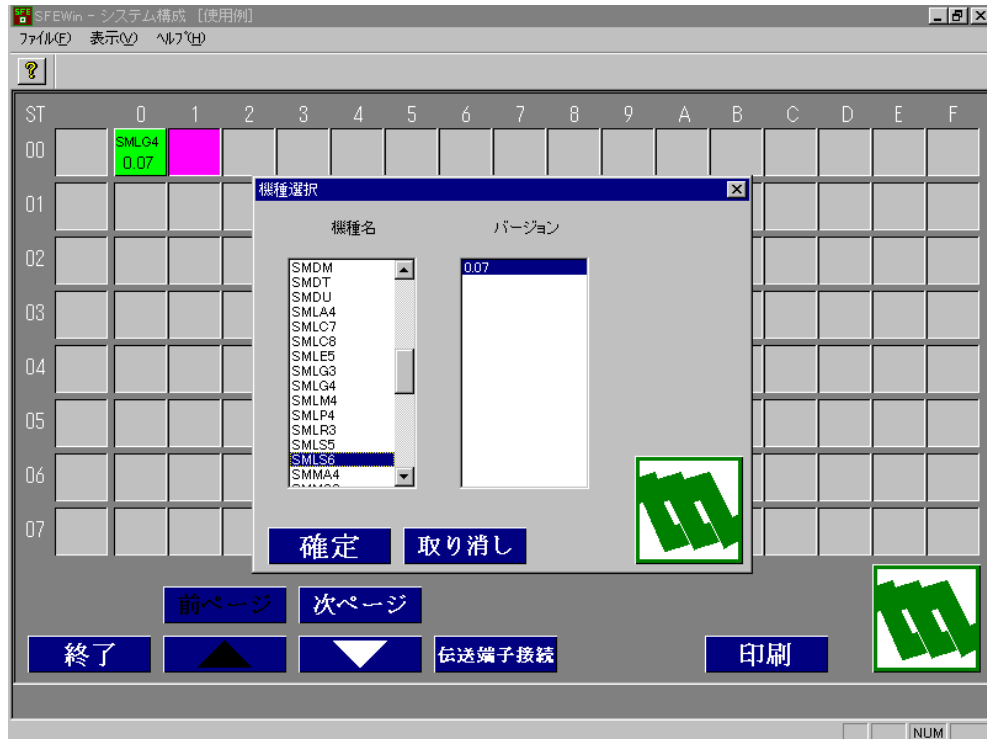 SFE SFEWin - システム構成 [使用例]
ファイル(F) 表示(V) ヘルプ(H)
?
ST 0 1 2 3 4 5 6 7 8 9 A B C D E F
00 SMLG4
0.07
01
02
03
04
05
06
07
機種選択
機種名 バージョン
SMDM 0.07
SMDT
SMDU
SMLA4
SMLC7
SMLC8
SMLE5
SMLG3
SMLG4
SMLM4
SMLP4
SMLR3
SMLS5
SMLS6
SMMA4
確定 取り消し
前ページ 次ページ
終了 伝送端子接続 印刷
NUM